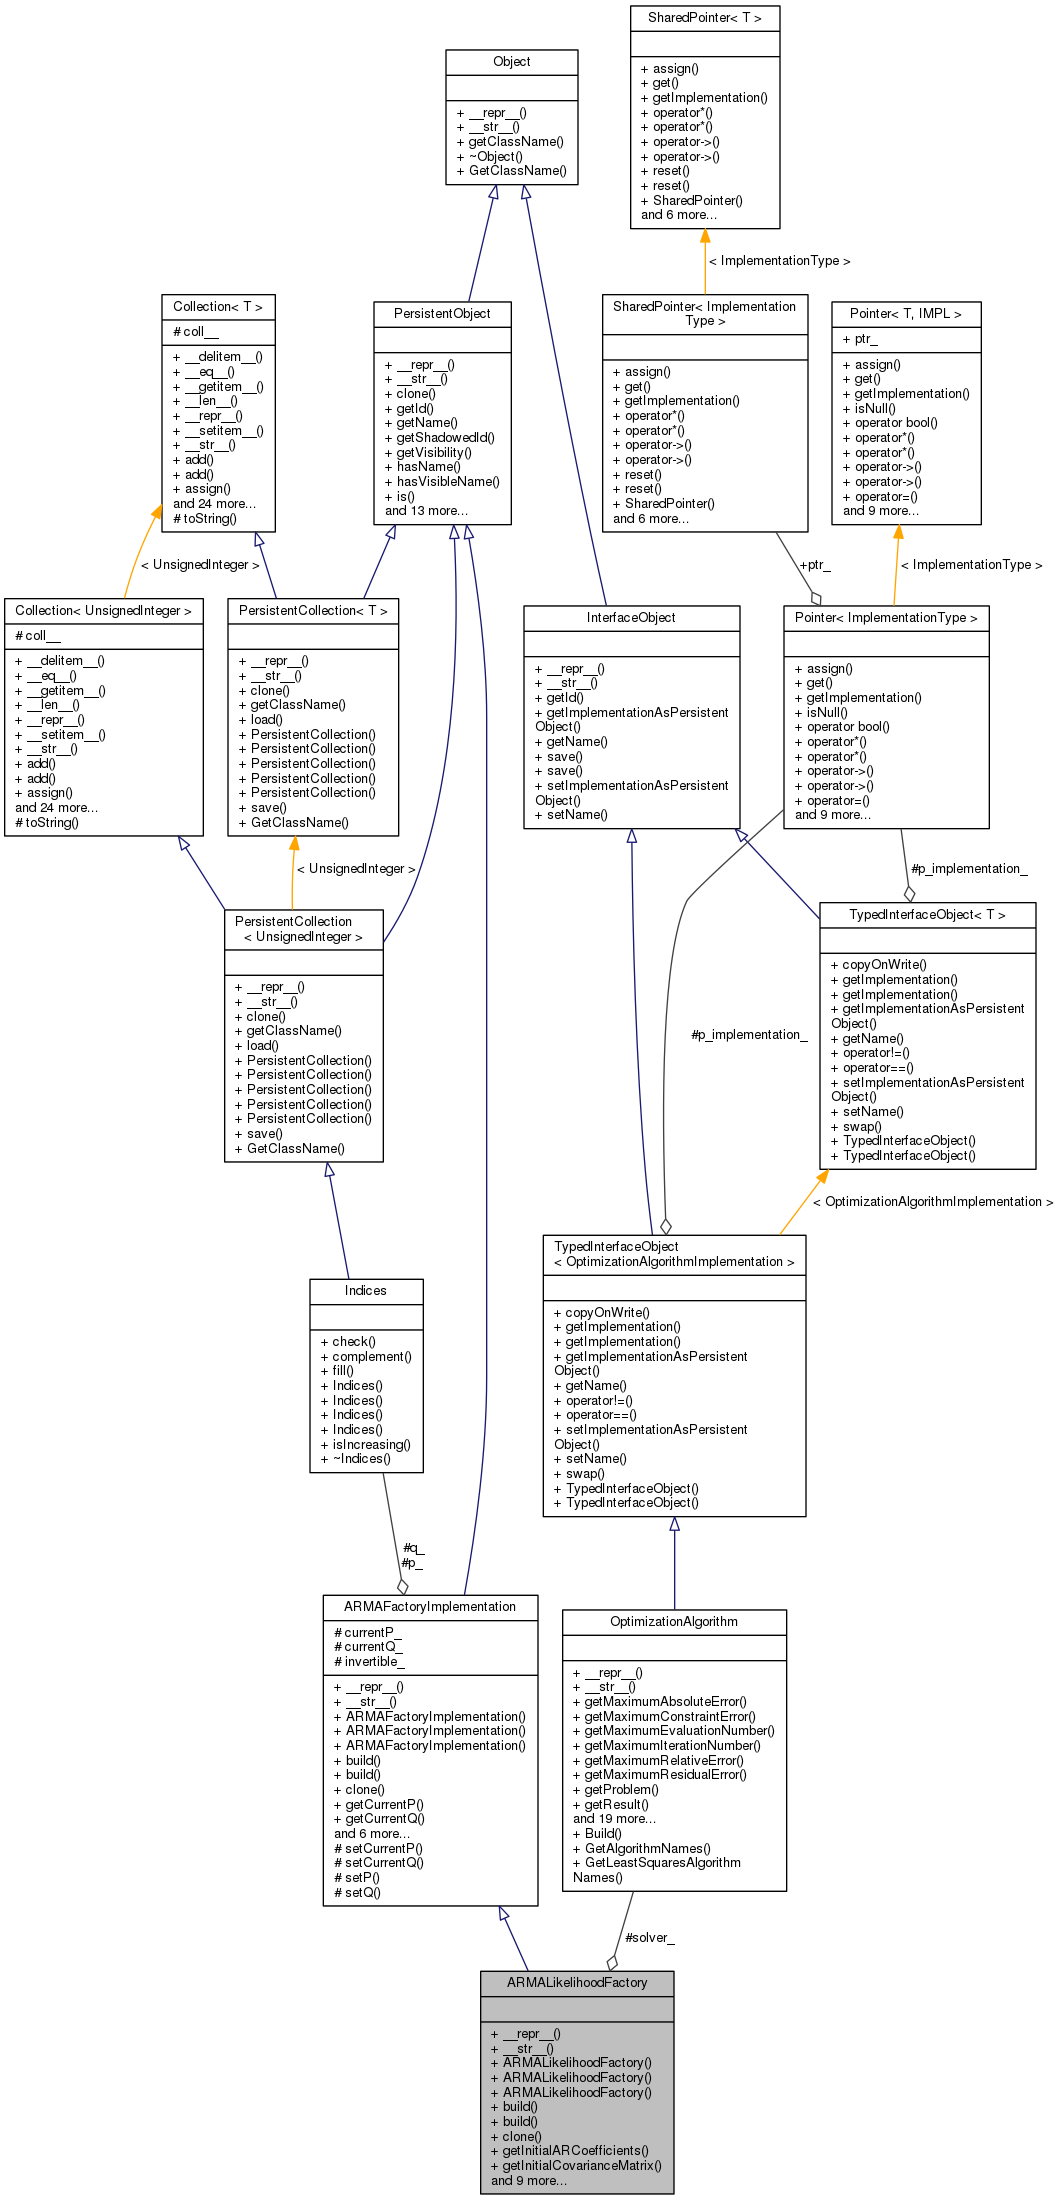 SharedPointer< T >
+ assign()
+ get()
+ getImplementation()
+ operator*()
+ operator*()
+ operator->()
+ operator->()
+ reset()
+ reset()
+ SharedPointer()
and 6 more...
Object
+ __repr__()
+ __str__()
+ getClassName()
+ ~Object()
+ GetClassName()
< ImplementationType >
Collection< T >
# coll__
+ __delitem__()
+ __eq__()
+ __getitem__()
+ __len__()
+ __repr__()
+ __setitem__()
+ __str__()
+ add()
+ add()
+ assign()
and 24 more...
# toString()
PersistentObject
+ __repr__()
+ __str__()
+ clone()
+ getId()
+ getName()
+ getShadowedId()
+ getVisibility()
+ hasName()
+ hasVisibleName()
+ is()
and 13 more...
SharedPointer< Implementation
Type >
+ assign()
+ get()
+ getImplementation()
+ operator*()
+ operator*()
+ operator->()
+ operator->()
+ reset()
+ reset()
+ SharedPointer()
and 6 more...
Pointer< T, IMPL >
+ ptr_
+ assign()
+ get()
+ getImplementation()
+ isNull()
+ operator bool()
+ operator*()
+ operator*()
+ operator->()
+ operator->()
+ operator=()
and 9 more...
< UnsignedInteger >
+ptr_
< ImplementationType >
Collection< UnsignedInteger >
# coll__
+ __delitem__()
+ __eq__()
+ __getitem__()
+ __len__()
+ __repr__()
+ __setitem__()
+ __str__()
+ add()
+ add()
+ assign()
and 24 more...
# toString()
PersistentCollection< T >
+ __repr__()
+ __str__()
+ clone()
+ getClassName()
+ load()
+ PersistentCollection()
+ PersistentCollection()
+ PersistentCollection()
+ PersistentCollection()
+ PersistentCollection()
+ save()
+ GetClassName()
InterfaceObject
+ __repr__()
+ __str__()
+ getId()
+ getImplementationAsPersistent
Object()
+ getName()
+ save()
+ save()
+ setImplementationAsPersistent
Object()
+ setName()
Pointer< ImplementationType >
+ assign()
+ get()
+ getImplementation()
+ isNull()
+ operator bool()
+ operator*()
+ operator*()
+ operator->()
+ operator->()
+ operator=()
and 9 more...
< UnsignedInteger >
#p_implementation_
PersistentCollection
< UnsignedInteger >
+ __repr__()
+ __str__()
+ clone()
+ getClassName()
+ load()
+ PersistentCollection()
+ PersistentCollection()
+ PersistentCollection()
+ PersistentCollection()
+ PersistentCollection()
+ save()
+ GetClassName()
#p_implementation_
TypedInterfaceObject< T >
+ copyOnWrite()
+ getImplementation()
+ getImplementation()
+ getImplementationAsPersistent
Object()
+ getName()
+ operator!=()
+ operator==()
+ setImplementationAsPersistent
Object()
+ setName()
+ swap()
+ TypedInterfaceObject()
+ TypedInterfaceObject()
< OptimizationAlgorithmImplementation >
Indices
+ check()
+ complement()
+ fill()
+ Indices()
+ Indices()
+ Indices()
+ Indices()
+ isIncreasing()
+ ~Indices()
TypedInterfaceObject
< OptimizationAlgorithmImplementation >
+ copyOnWrite()
+ getImplementation()
+ getImplementation()
+ getImplementationAsPersistent
Object()
+ getName()
+ operator!=()
+ operator==()
+ setImplementationAsPersistent
Object()
+ setName()
+ swap()
+ TypedInterfaceObject()
+ TypedInterfaceObject()
#q_
#p_
ARMAFactoryImplementation
# currentP_
# currentQ_
# invertible_
+ __repr__()
+ __str__()
+ ARMAFactoryImplementation()
+ ARMAFactoryImplementation()
+ ARMAFactoryImplementation()
+ build()
+ build()
+ clone()
+ getCurrentP()
+ getCurrentQ()
and 6 more...
# setCurrentP()
# setCurrentQ()
# setP()
# setQ()
OptimizationAlgorithm
+ __repr__()
+ __str__()
+ getMaximumAbsoluteError()
+ getMaximumConstraintError()
+ getMaximumEvaluationNumber()
+ getMaximumIterationNumber()
+ getMaximumRelativeError()
+ getMaximumResidualError()
+ getProblem()
+ getResult()
and 19 more...
+ Build()
+ GetAlgorithmNames()
+ GetLeastSquaresAlgorithm
Names()
#solver_
ARMALikelihoodFactory
+ __repr__()
+ __str__()
+ ARMALikelihoodFactory()
+ ARMALikelihoodFactory()
+ ARMALikelihoodFactory()
+ build()
+ build()
+ clone()
+ getInitialARCoefficients()
+ getInitialCovarianceMatrix()
and 9 more...